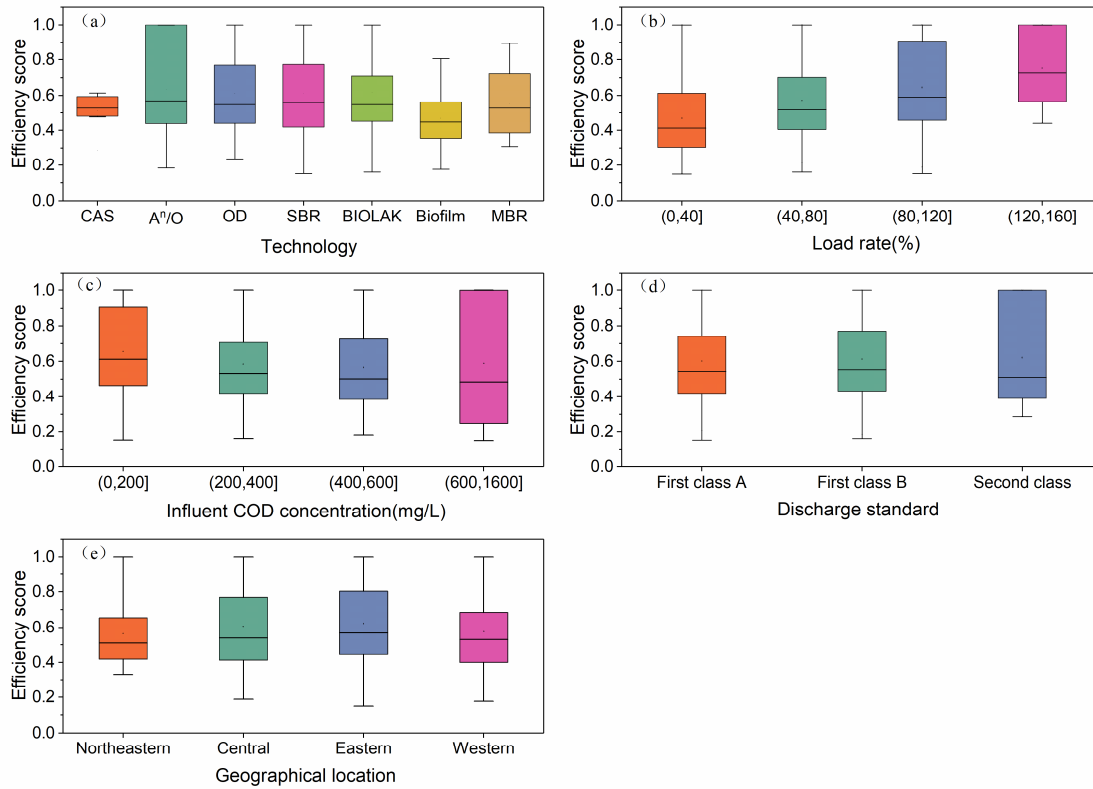 (a)
Efficiency score
1.0
0.8
0.6
0.4
0.2
0.0
CAS Aⁿ/O OD SBR BIOLAK Biofilm MBR
Technology
(b)
Efficiency score
1.0
0.8
0.6
0.4
0.2
0.0
(0,40] (40,80] (80,120] (120,160]
Load rate(%)
(c)
Efficiency score
1.0
0.8
0.6
0.4
0.2
0.0
(0,200] (200,400] (400,600] (600,1600]
Influent COD concentration(mg/L)
(d)
Efficiency score
1.0
0.8
0.6
0.4
0.2
0.0
First class A First class B Second class
Discharge standard
(e)
Efficiency score
1.0
0.8
0.6
0.4
0.2
0.0
Northeastern Central Eastern Western
Geographical location